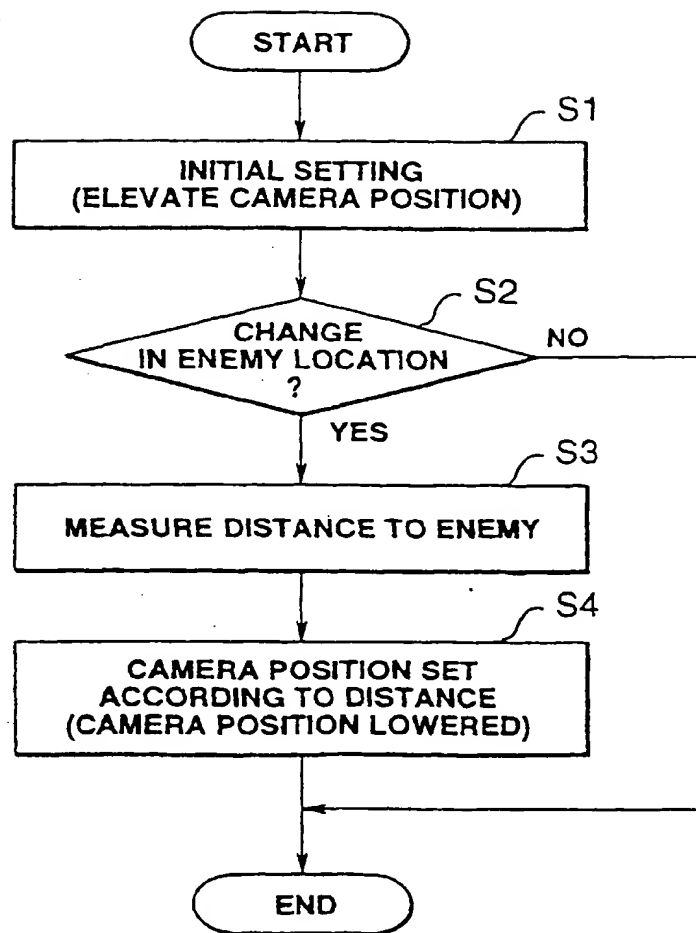 START
S1
INITIAL SETTING
(ELEVATE CAMERA POSITION)
S2
CHANGE
IN ENEMY LOCATION
?
NO
YES
S3
MEASURE DISTANCE TO ENEMY
S4
CAMERA POSITION SET
ACCORDING TO DISTANCE
(CAMERA POSITION LOWERED)
END